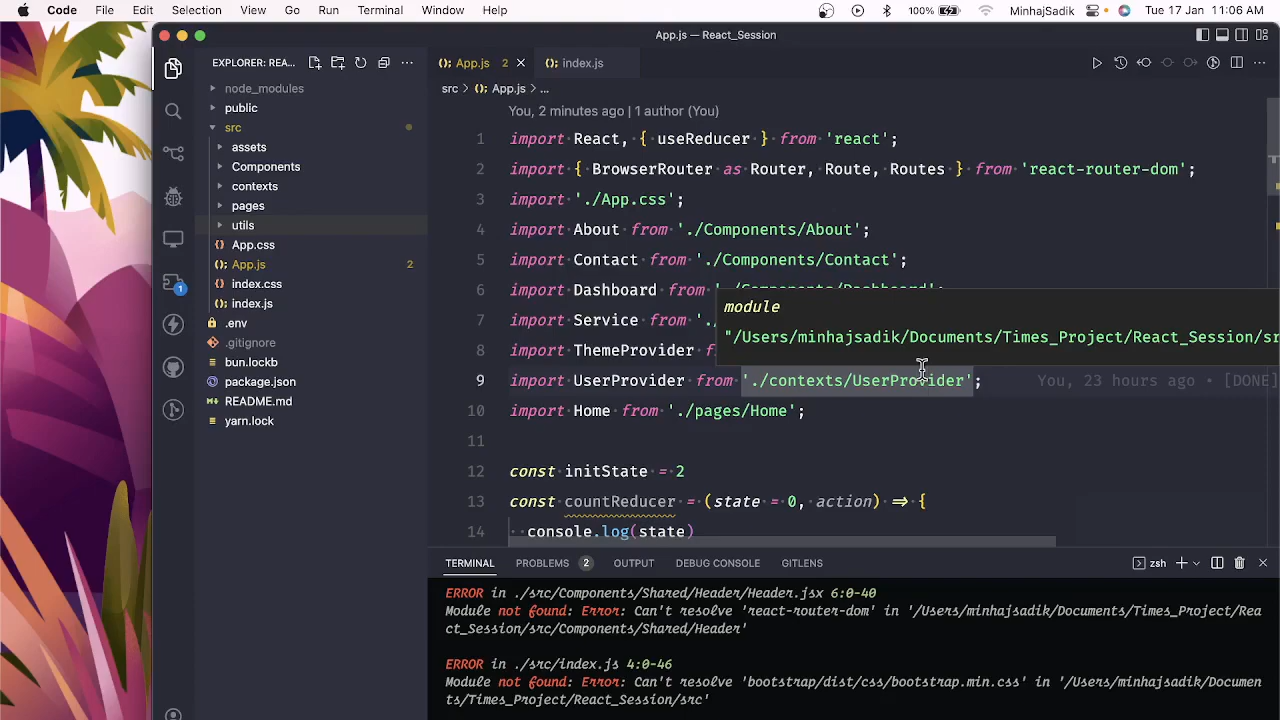 Code File Edit Selection View Go Run Terminal Window Help 100% MinhajSadik Tue 17 Jan 11:06 AM
App.js — React_Session
EXPLORER: REA...
App.js 2
index.js
src > App.js > ...
node_modules
public
src
assets
Components
contexts
pages
utils
App.css
App.js 2
index.css
index.js
.env
.gitignore
bun.lockb
package.json
README.md
yarn.lock
1
You, 2 minutes ago | 1 author (You)
1 import React, { useReducer } from 'react';
2 import { BrowserRouter as Router, Route, Routes } from 'react-router-dom';
3 import './App.css';
4 import About from './Components/About';
5 import Contact from './Components/Contact';
6 import Dashboard from './Components/Dashboard';
7 import Service from './
8 import ThemeProvider f
module
"/Users/minhajsadik/Documents/Times_Project/React_Session/sr
9 import UserProvider from './contexts/UserProvider'; You, 23 hours ago • [DONE]
10 import Home from './pages/Home';
11
12 const initState = 2
13 const countReducer = (state = 0, action) => {
14 console.log(state)
TERMINAL PROBLEMS 2 OUTPUT DEBUG CONSOLE GITLENS zsh
ERROR in ./src/Components/Shared/Header/Header.jsx 6:0-40
Module not found: Error: Can't resolve 'react-router-dom' in '/Users/minhajsadik/Documents/Times_Project/Rea
ct_Session/src/Components/Shared/Header'
ERROR in ./src/index.js 4:0-46
Module not found: Error: Can't resolve 'bootstrap/dist/css/bootstrap.min.css' in '/Users/minhajsadik/Documen
ts/Times_Project/React_Session/src'